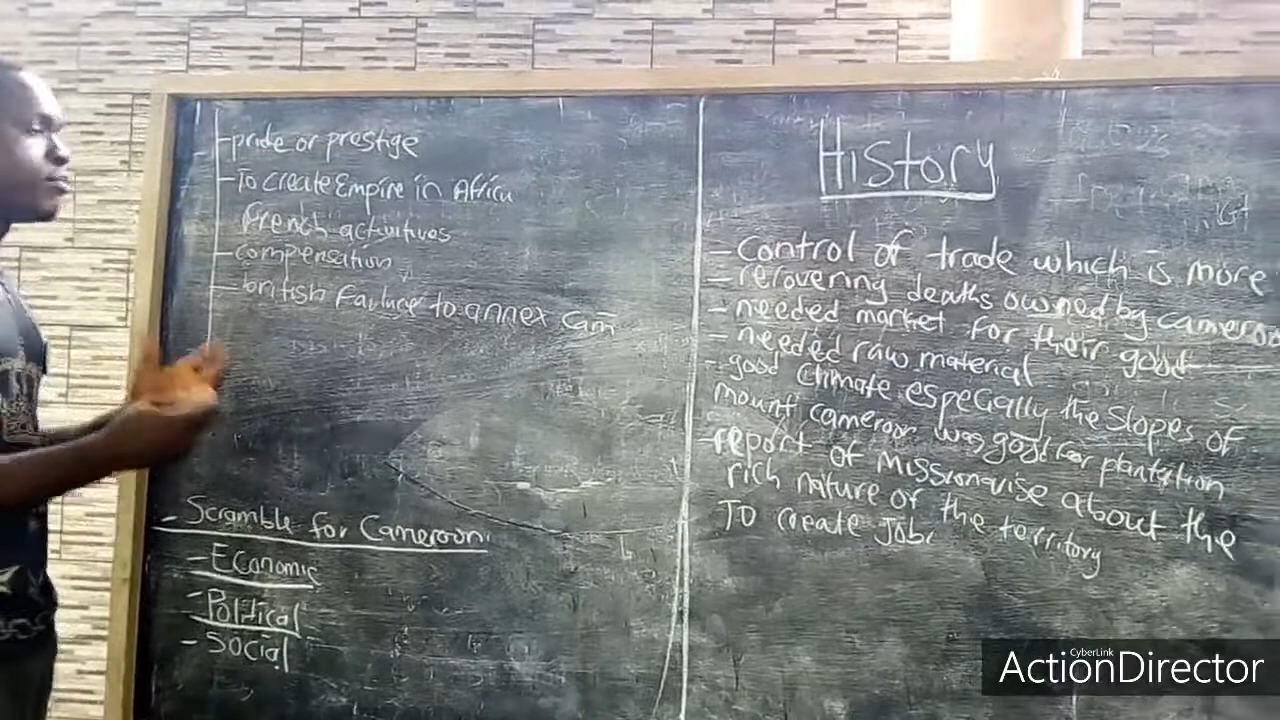 - pride or prestige
- To create Empire in Africa
French activities
- compensation
- british failure to annex Cam
- Scramble for Cameroon
- Economic
- Political
- Social
History
- control of trade which is more
- recovering deaths owned by cameroo
- needed market for their good
- needed raw material
- good climate especially the slopes of
mount cameroon was good for plantation
- report of missionarise about the
rich nature of the territory
To create Job
CyberLink
ActionDirector